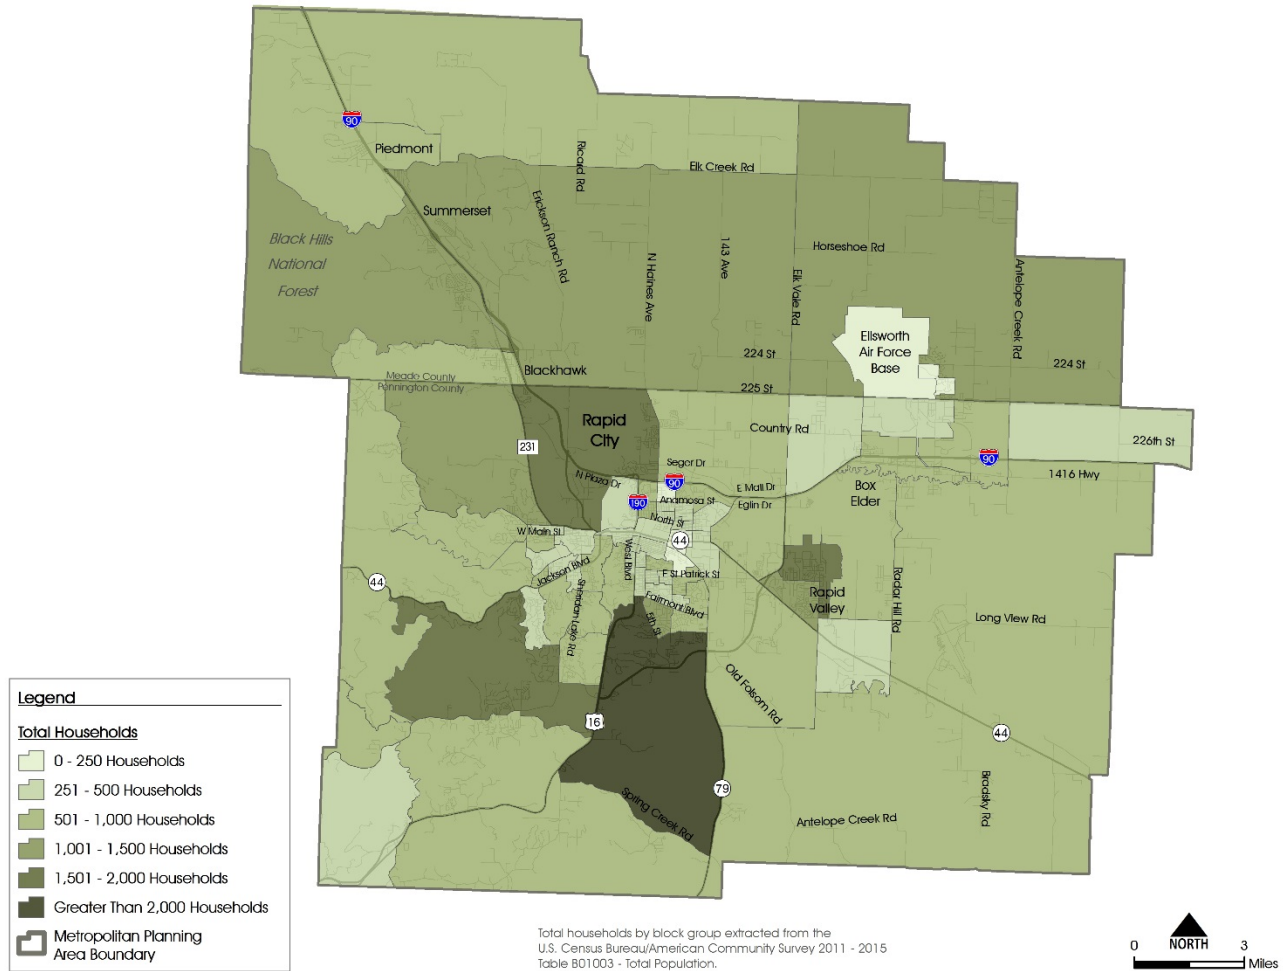 90
Piedmont
Ricard Rd
Elk Creek Rd
Summerset
Erickson Ranch Rd
Black Hills
National
Forest
N Haines Ave
143 Ave
Horseshoe Rd
Elk Vale Rd
Antelope Creek Rd
Ellsworth
Air Force
Base
224 St
224 St
Meade County
Pennington County
Blackhawk
225 St
Rapid
City
Country Rd
226th St
231
Seger Dr
90
1416 Hwy
N Plaza Dr
90
E Mall Dr
Box
Elder
190
Anamosa St
Eglin Dr
North St
W Main St
44
West Blvd
Jackson Blvd
E St Patrick St
44
Sheridan Lake Rd
Rapid
Valley
Radar Hill Rd
Fairmont Blvd
5th St
Long View Rd
Old Folsom Rd
16
44
79
Spring Creek Rd
Bradsky Rd
Antelope Creek Rd
Legend
Total Households
0 - 250 Households
251 - 500 Households
501 - 1,000 Households
1,001 - 1,500 Households
1,501 - 2,000 Households
Greater Than 2,000 Households
Metropolitan Planning
Area Boundary
Total households by block group extracted from the
U.S. Census Bureau/American Community Survey 2011 - 2015
Table B01003 - Total Population.
0
NORTH
3
Miles